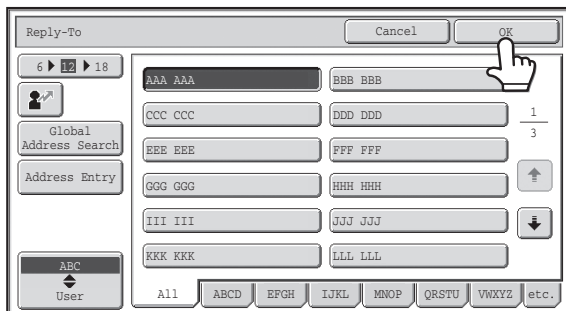 Reply-To
Cancel
OK
6 ▶ 12 ▶ 18
Global
Address Search
Address Entry
ABC
User
AAA AAA
BBB BBB
CCC CCC
DDD DDD
EEE EEE
FFF FFF
GGG GGG
HHH HHH
III III
JJJ JJJ
KKK KKK
LLL LLL
1
3
All
ABCD
EFGH
IJKL
MNOP
QRSTU
VWXYZ
etc.